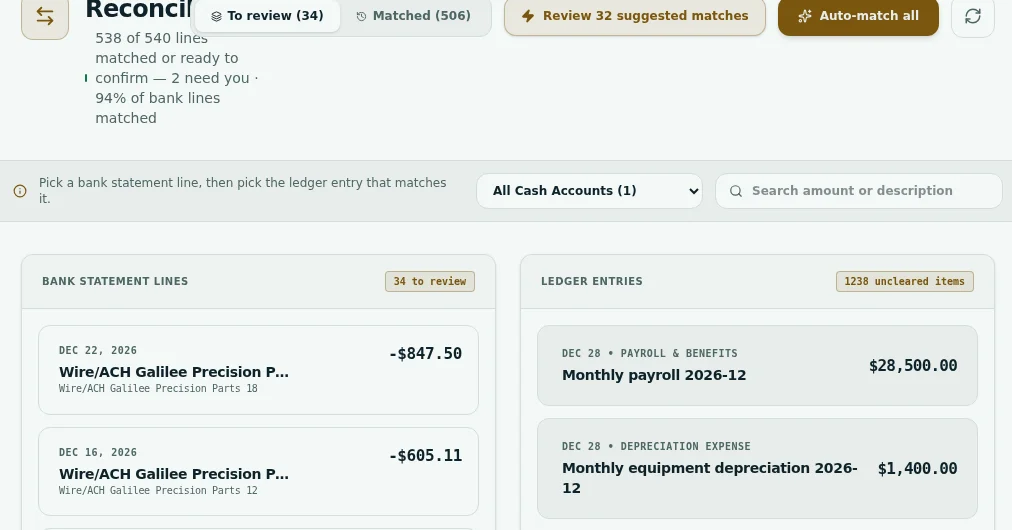 Reconcil
To review (34)
Matched (506)
Review 32 suggested matches
Auto-match all
538 of 540 lines
matched or ready to
confirm — 2 need you ·
94% of bank lines
matched
Pick a bank statement line, then pick the ledger entry that matches
it.
All Cash Accounts (1)
Search amount or description
BANK STATEMENT LINES
34 to review
DEC 22, 2026
-$847.50
Wire/ACH Galilee Precision P...
Wire/ACH Galilee Precision Parts 18
DEC 16, 2026
-$605.11
Wire/ACH Galilee Precision P...
Wire/ACH Galilee Precision Parts 12
LEDGER ENTRIES
1238 uncleared items
DEC 28 • PAYROLL & BENEFITS
Monthly payroll 2026-12
$28,500.00
DEC 28 • DEPRECIATION EXPENSE
Monthly equipment depreciation 2026-
12
$1,400.00